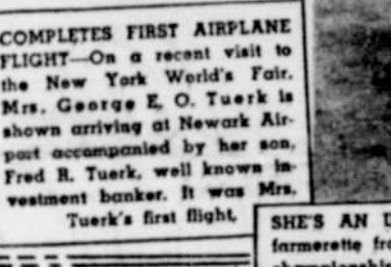 COMPLETES FIRST AIRPLANE
FLIGHT—On a recent visit to
the New York World's Fair,
Mrs. George E. O. Tuerk is
shown arriving at Newark Air-
port accompanied by her son,
Fred R. Tuerk, well known in-
vestment banker. It was Mrs.
Tuerk's first flight.
SHE'S AN
farmerette